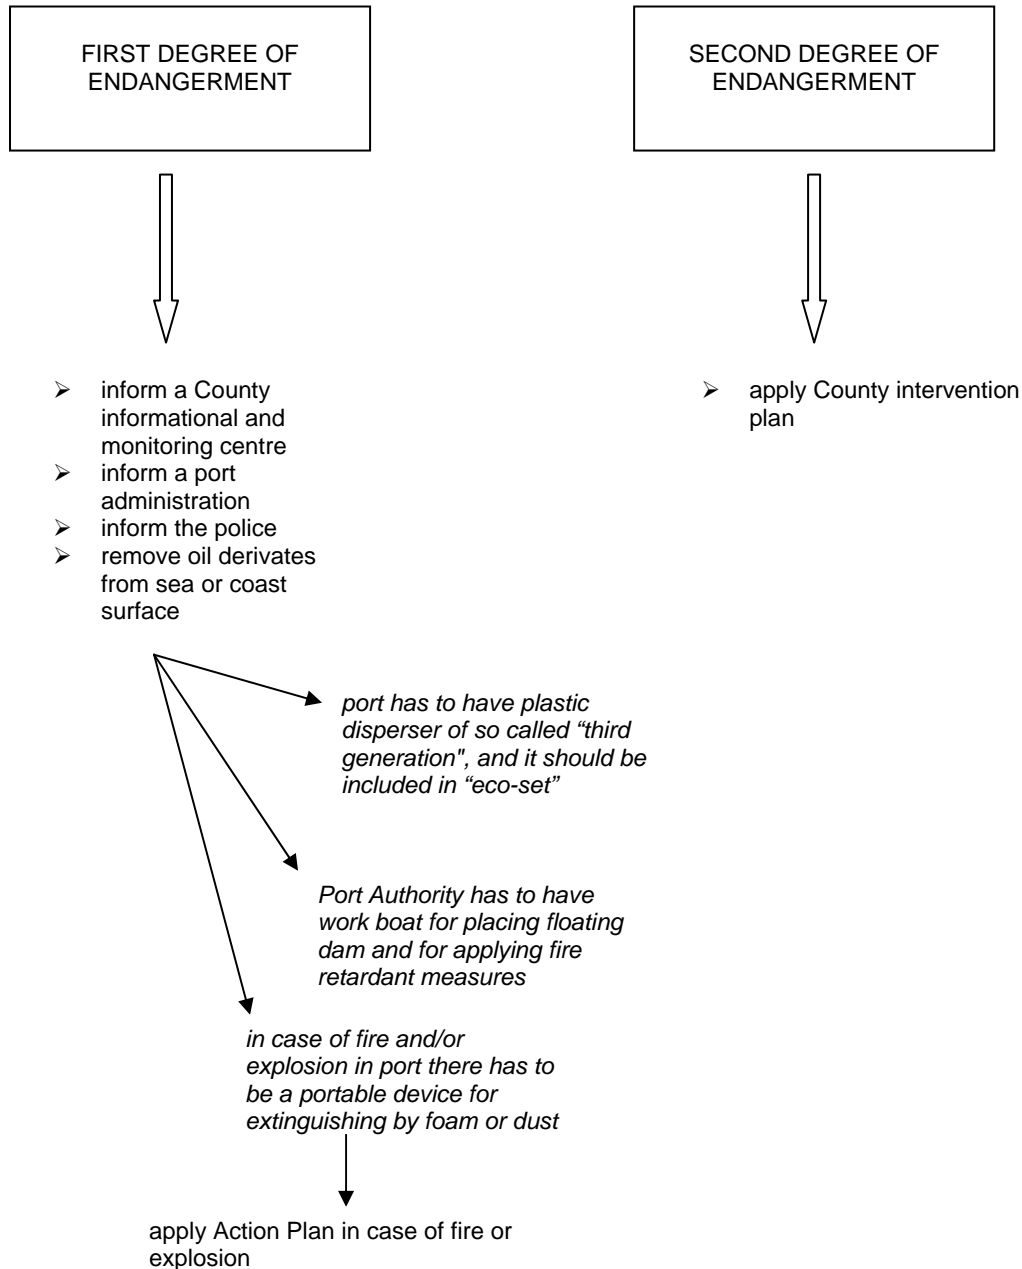 FIRST DEGREE OF
ENDANGERMENT
SECOND DEGREE OF
ENDANGERMENT
➢ inform a County
informational and
monitoring centre
➢ inform a port
administration
➢ inform the police
➢ remove oil derivates
from sea or coast
surface
➢ apply County intervention
plan
port has to have plastic
disperser of so called “third
generation", and it should be
included in “eco-set”
Port Authority has to have
work boat for placing floating
dam and for applying fire
retardant measures
in case of fire and/or
explosion in port there has to
be a portable device for
extinguishing by foam or dust
apply Action Plan in case of fire or
explosion